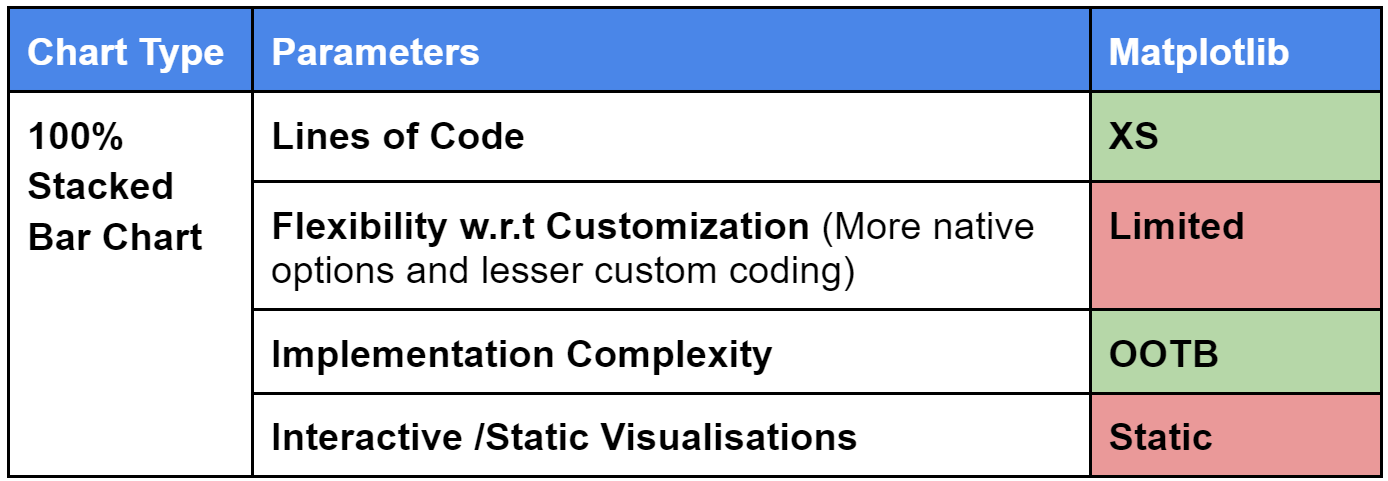 Chart Type Parameters Matplotlib
100%
Stacked
Bar Chart
Lines of Code XS
Flexibility w.r.t Customization (More native
options and lesser custom coding)
Limited
Implementation Complexity OOTB
Interactive /Static Visualisations Static